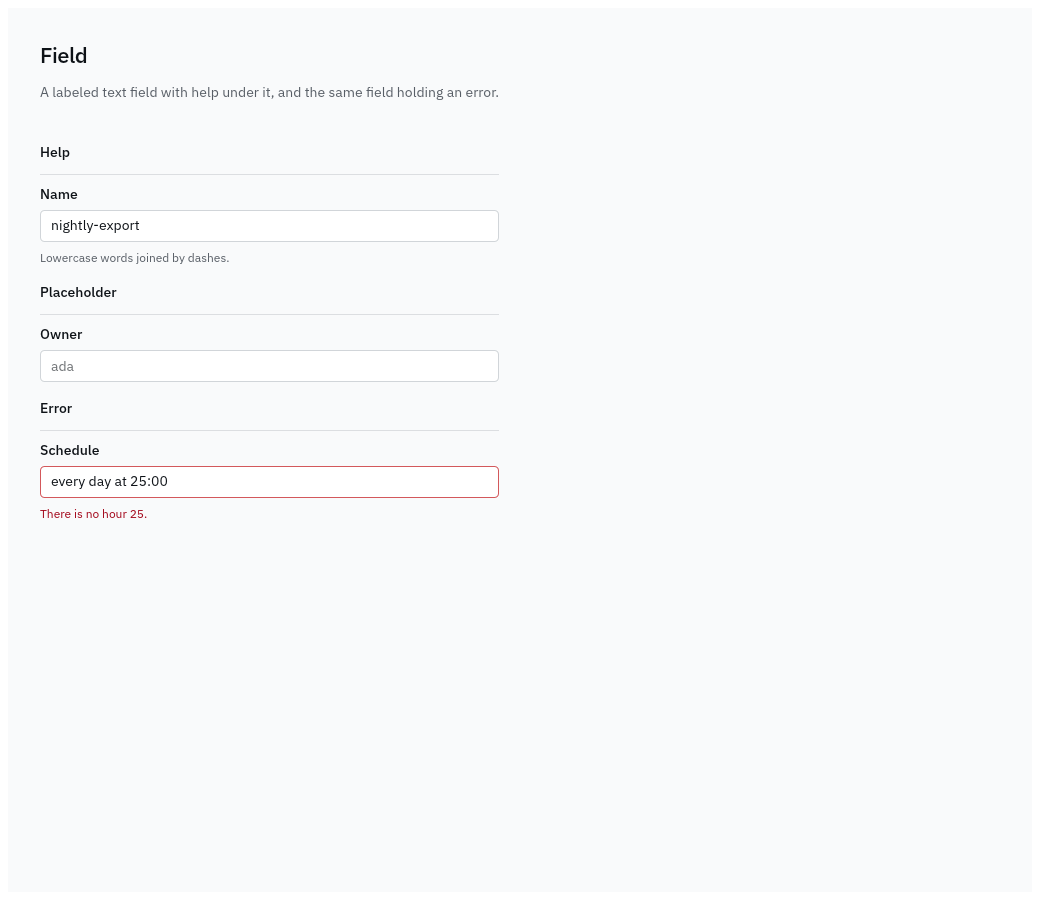 Field
A labeled text field with help under it, and the same field holding an error.
Help
Name
nightly-export
Lowercase words joined by dashes.
Placeholder
Owner
ada
Error
Schedule
every day at 25:00
There is no hour 25.